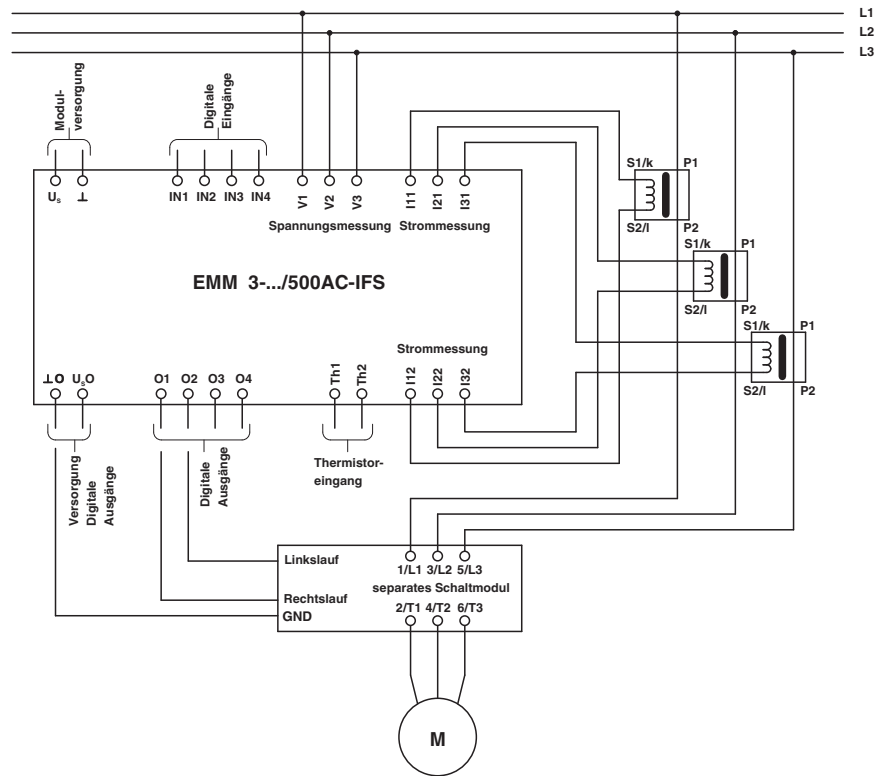 L1
L2
L3
Modul-
versorgung
Digitale
Eingänge
S1/k P1
S2/l P2
S1/k P1
S2/l P2
S1/k P1
S2/l P2
Us ⊥ IN1 IN2 IN3 IN4 V1 V2 V3 I11 I21 I31
Spannungsmessung Strommessung
EMM 3-.../500AC-IFS
Strommessung
⊥O UsO O1 O2 O3 O4 Th1 Th2 I12 I22 I32
Versorgung
Digitale
Ausgänge
Digitale
Ausgänge
Thermistor-
eingang
Linkslauf
1/L1 3/L2 5/L3
separates Schaltmodul
Rechtslauf
2/T1 4/T2 6/T3
GND
M